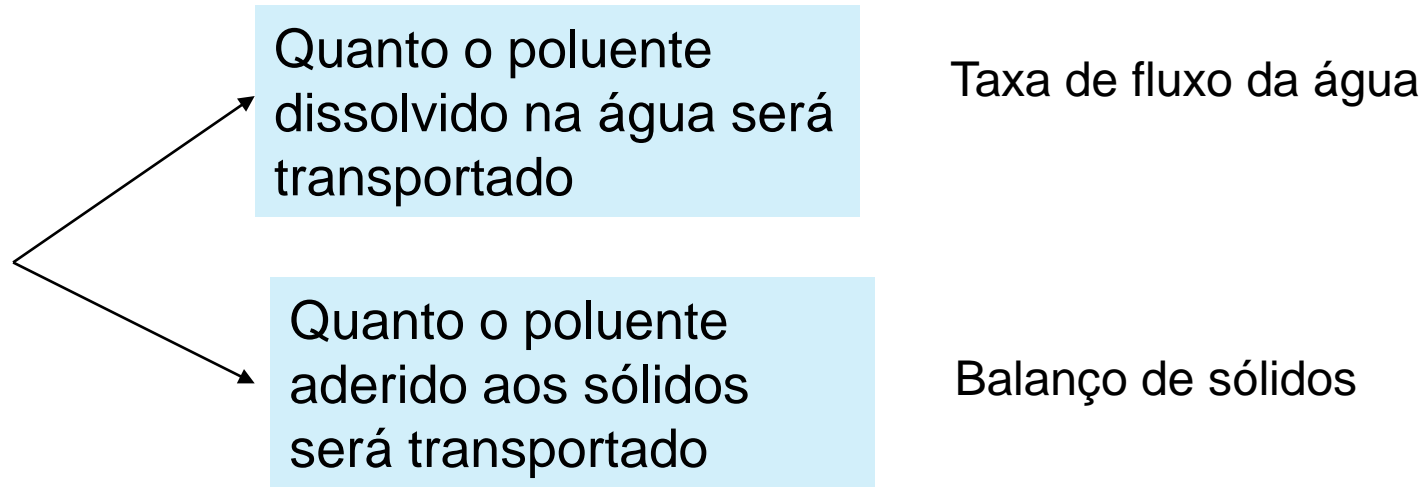 Quanto o poluente
dissolvido na água será
transportado
Taxa de fluxo da água
Quanto o poluente
aderido aos sólidos
será transportado
Balanço de sólidos